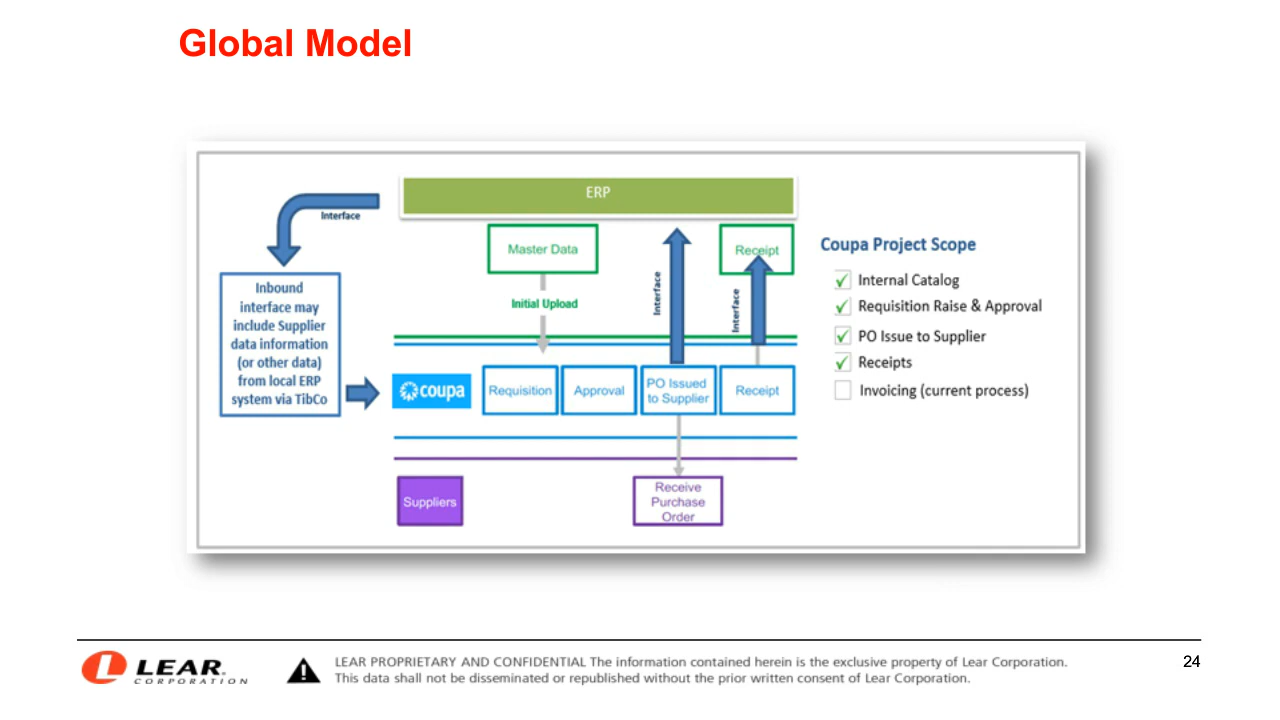 Global Model
ERP
Interface
Master Data
Receipt
Initial Upload
Interface
Interface
Inbound
interface may
include Supplier
data information
(or other data)
from local ERP
system via TibCo
coupa
Requisition
Approval
PO Issued
to Supplier
Receipt
Suppliers
Receive
Purchase
Order
Coupa Project Scope
Internal Catalog
Requisition Raise & Approval
PO Issue to Supplier
Receipts
Invoicing (current process)
LEAR
CORPORATION
LEAR PROPRIETARY AND CONFIDENTIAL The information contained herein is the exclusive property of Lear Corporation.
This data shall not be disseminated or republished without the prior written consent of Lear Corporation.
24